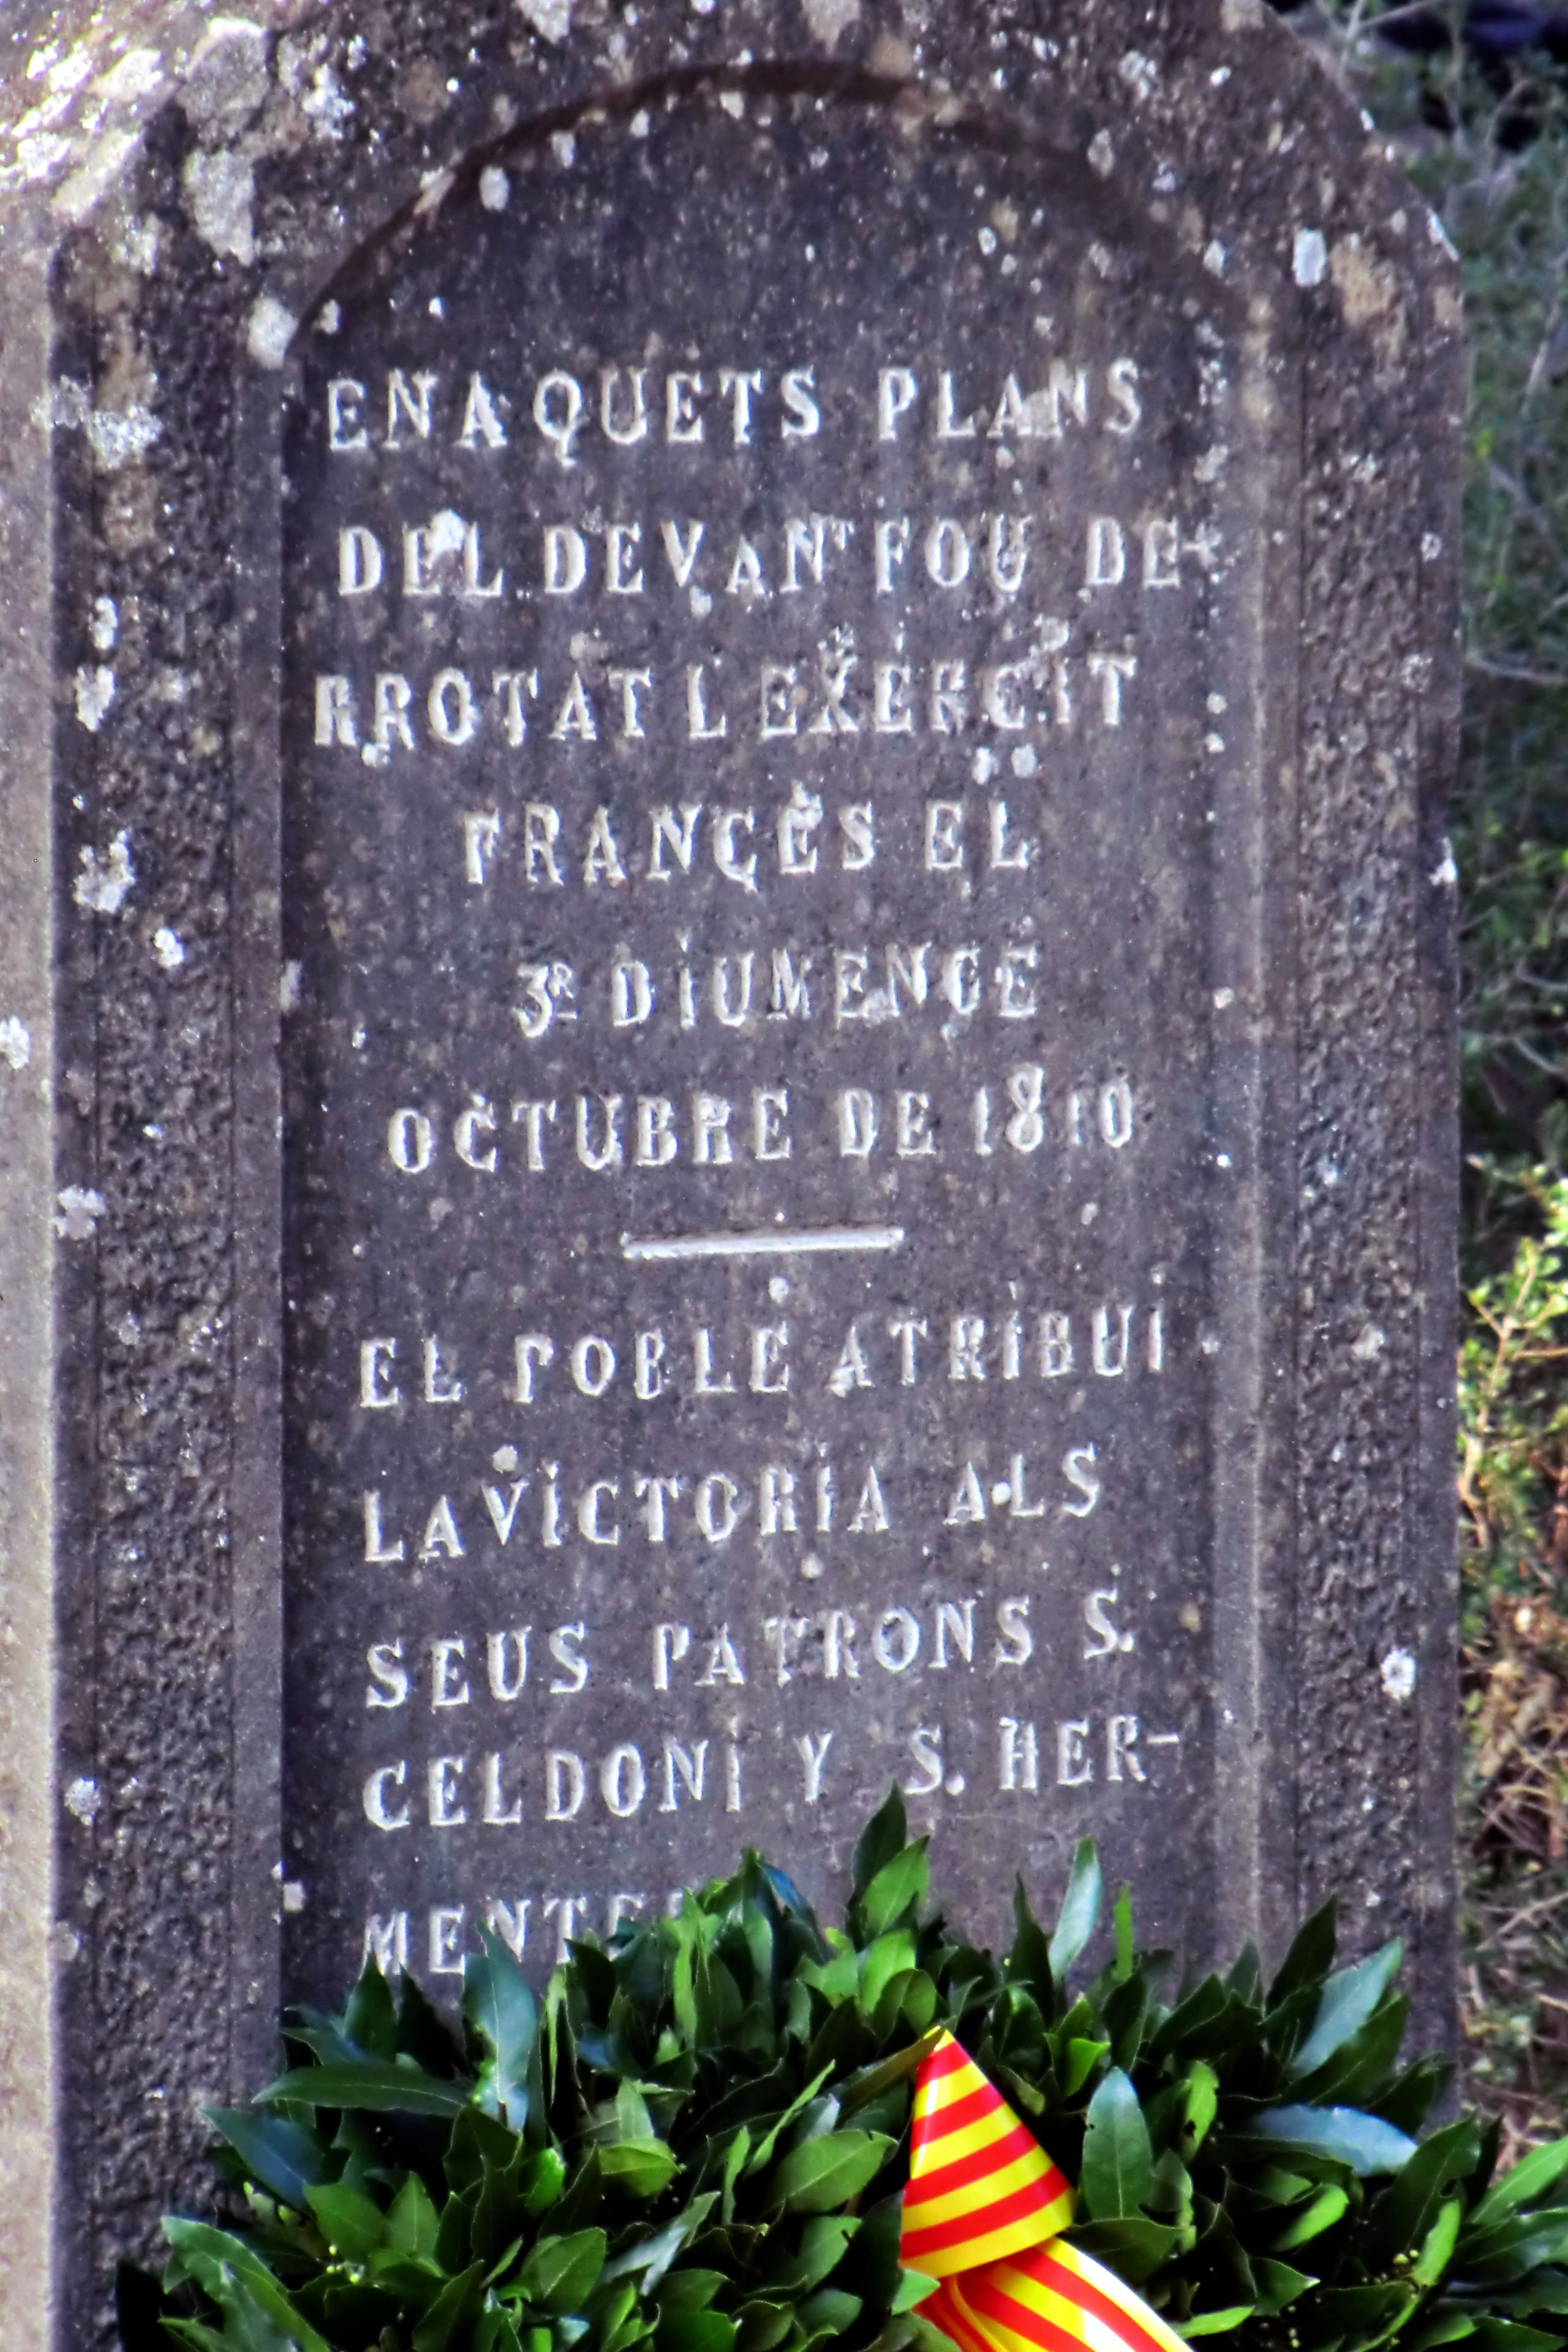 EN AQUETS PLANS
DEL DEVANT FOU DE-
RROTAT L EXERCIT
FRANCÉS EL
3R DIUMENGE
OCTUBRE DE 1810
EL POBLE ATRIBUI
LA VICTORIA ALS
SEUS PATRONS S.
CELDONI Y S. HER-